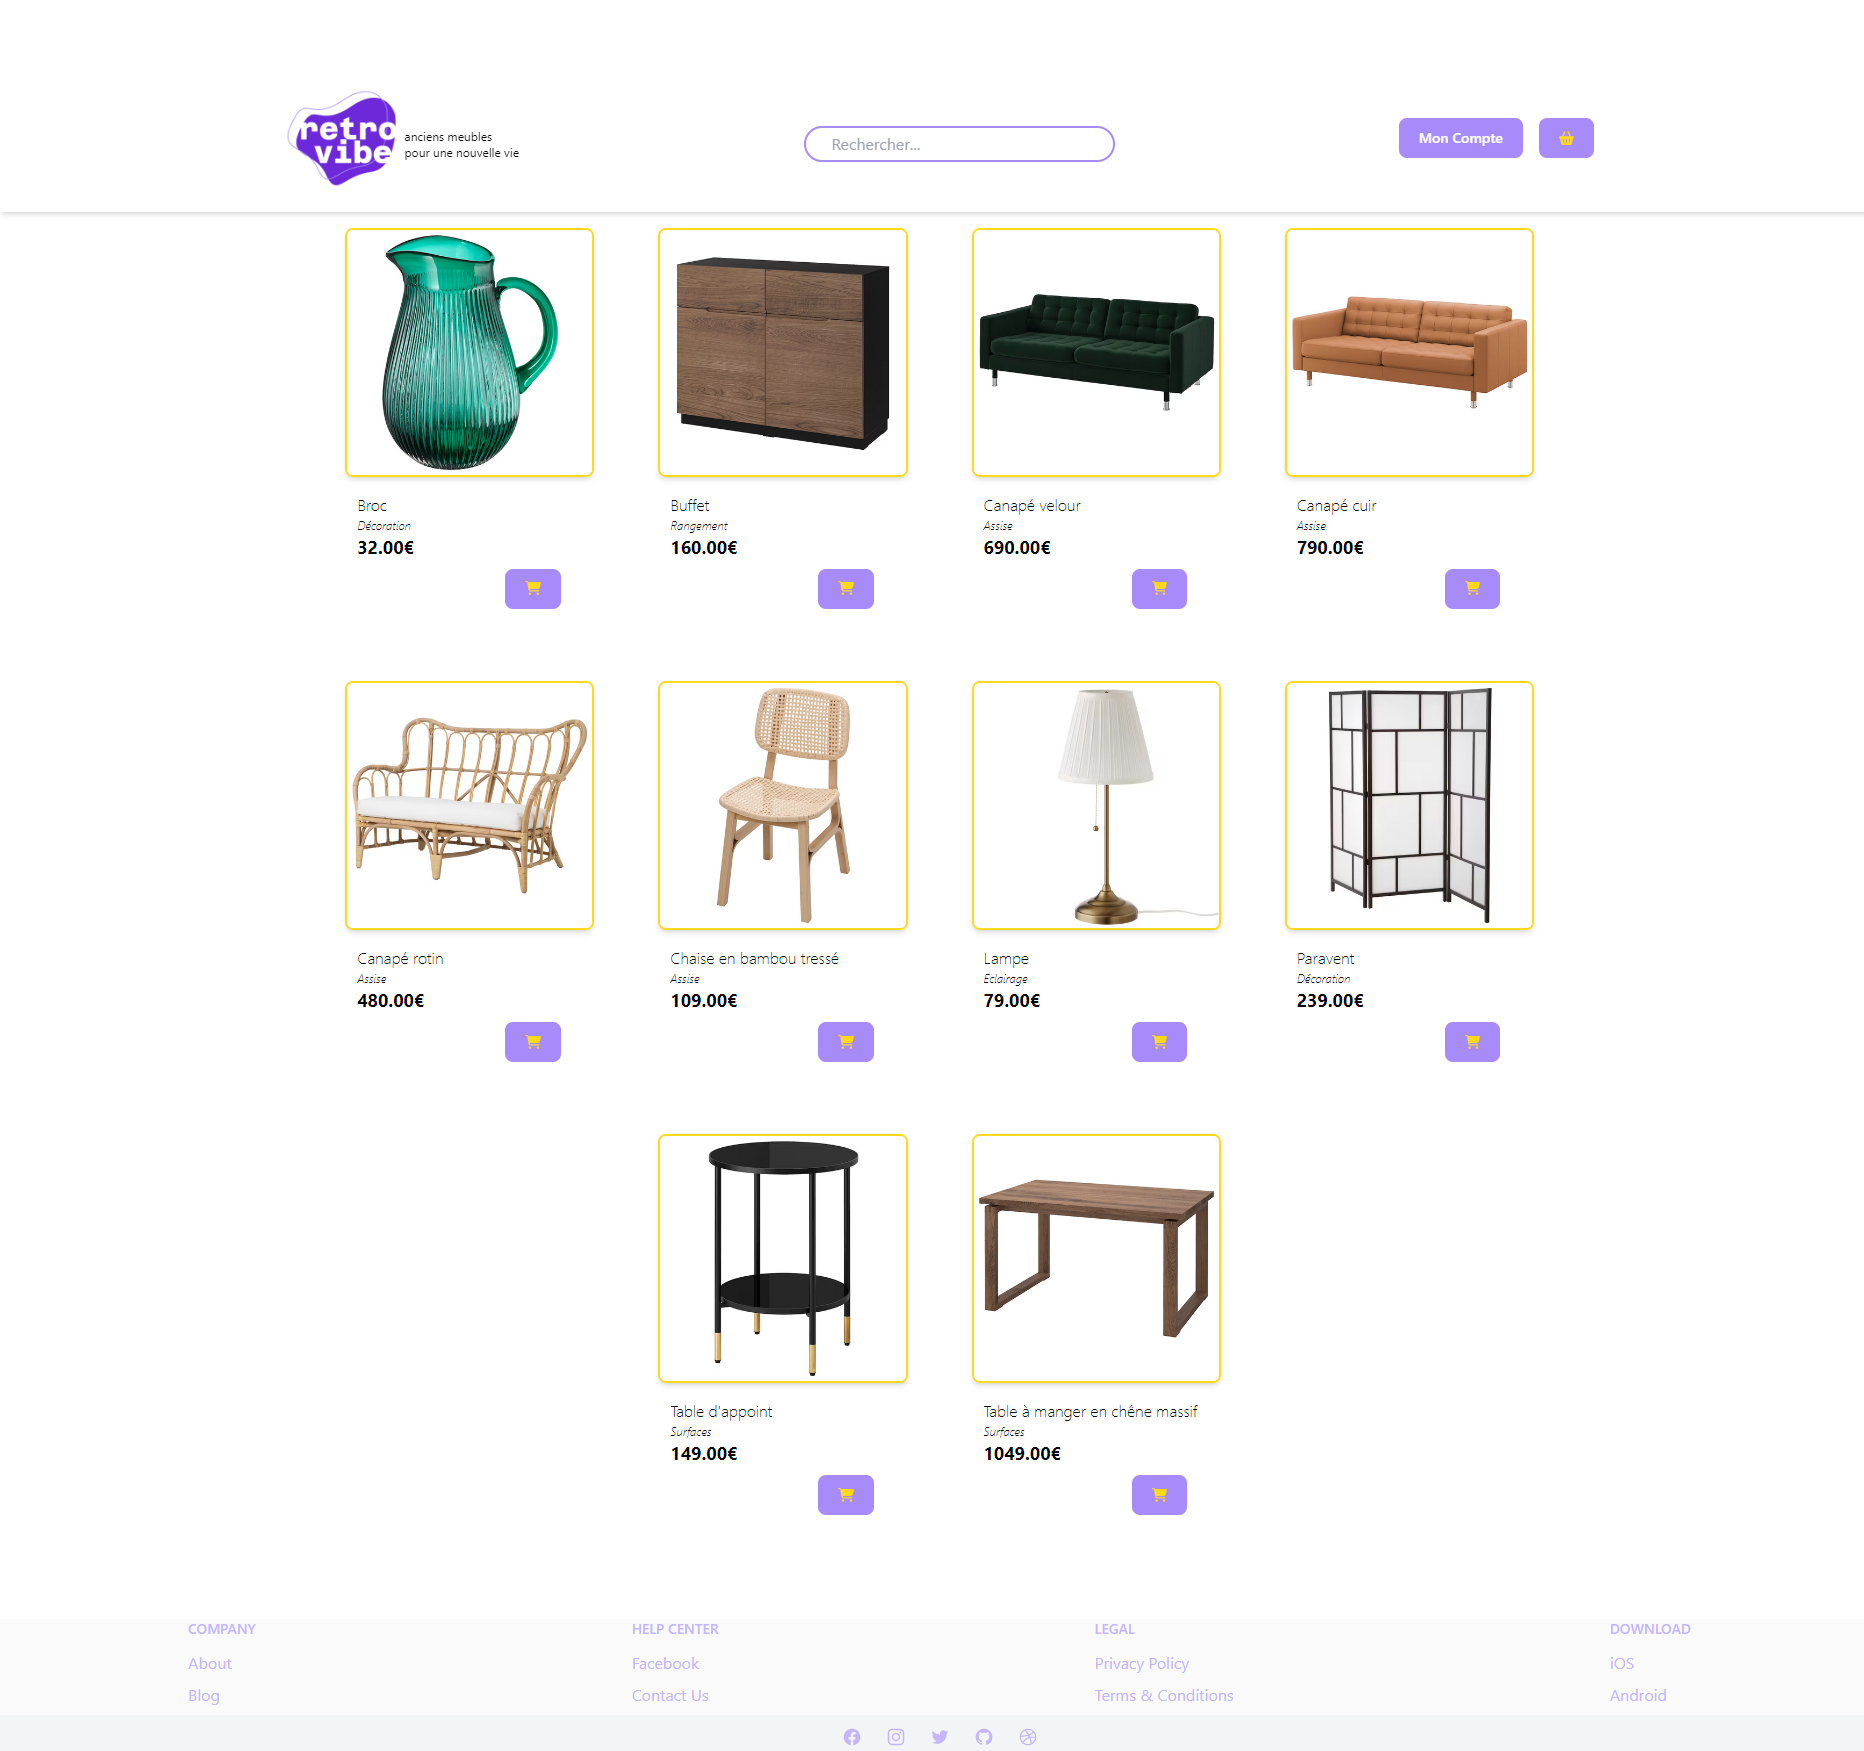 retro
vibe
anciens meubles
pour une nouvelle vie
Rechercher...
Mon Compte
Broc
Décoration
32.00€
Buffet
Rangement
160.00€
Canapé velour
Assise
690.00€
Canapé cuir
Assise
790.00€
Canapé rotin
Assise
480.00€
Chaise en bambou tressé
Assise
109.00€
Lampe
Eclairage
79.00€
Paravent
Décoration
239.00€
Table d'appoint
Surfaces
149.00€
Table à manger en chêne massif
Surfaces
1049.00€
COMPANY
About
Blog
HELP CENTER
Facebook
Contact Us
LEGAL
Privacy Policy
Terms & Conditions
DOWNLOAD
iOS
Android